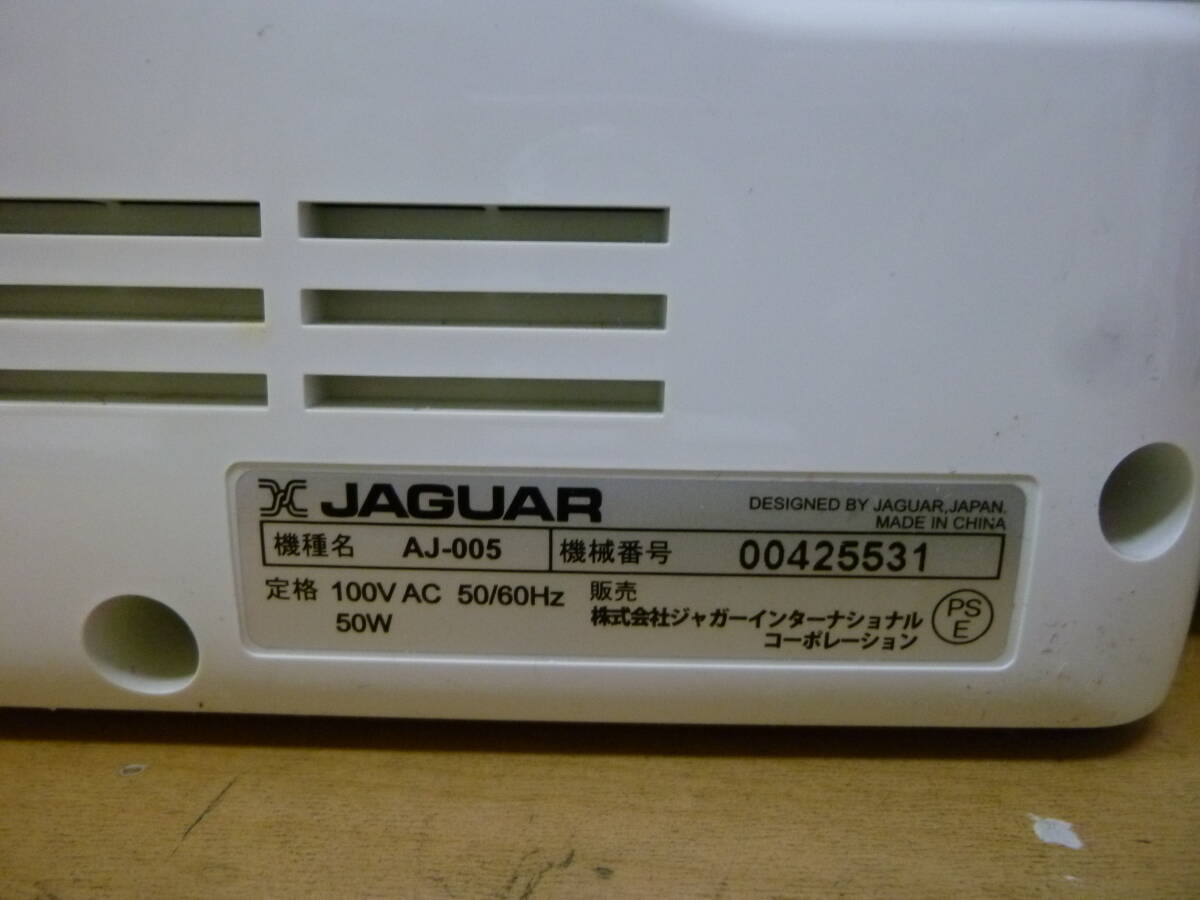 JAGUAR
DESIGNED BY JAGUAR,JAPAN.
MADE IN CHINA
機種名 AJ-005 機械番号 00425531
定格 100V AC 50/60Hz
50W
販売
株式会社ジャガーインターナショナル
コーポレーション
PS
E